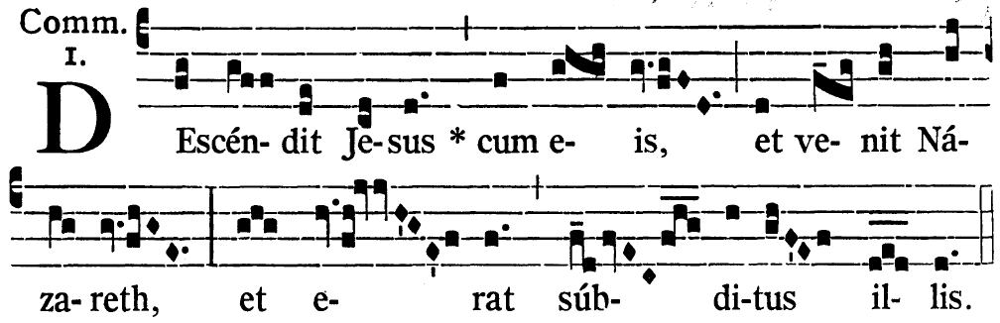 Comm.
I.
DEscén- dit Je- sus * cum e- is, et ve- nit Ná-
za- reth, et e- rat súb- di- tus il- lis.